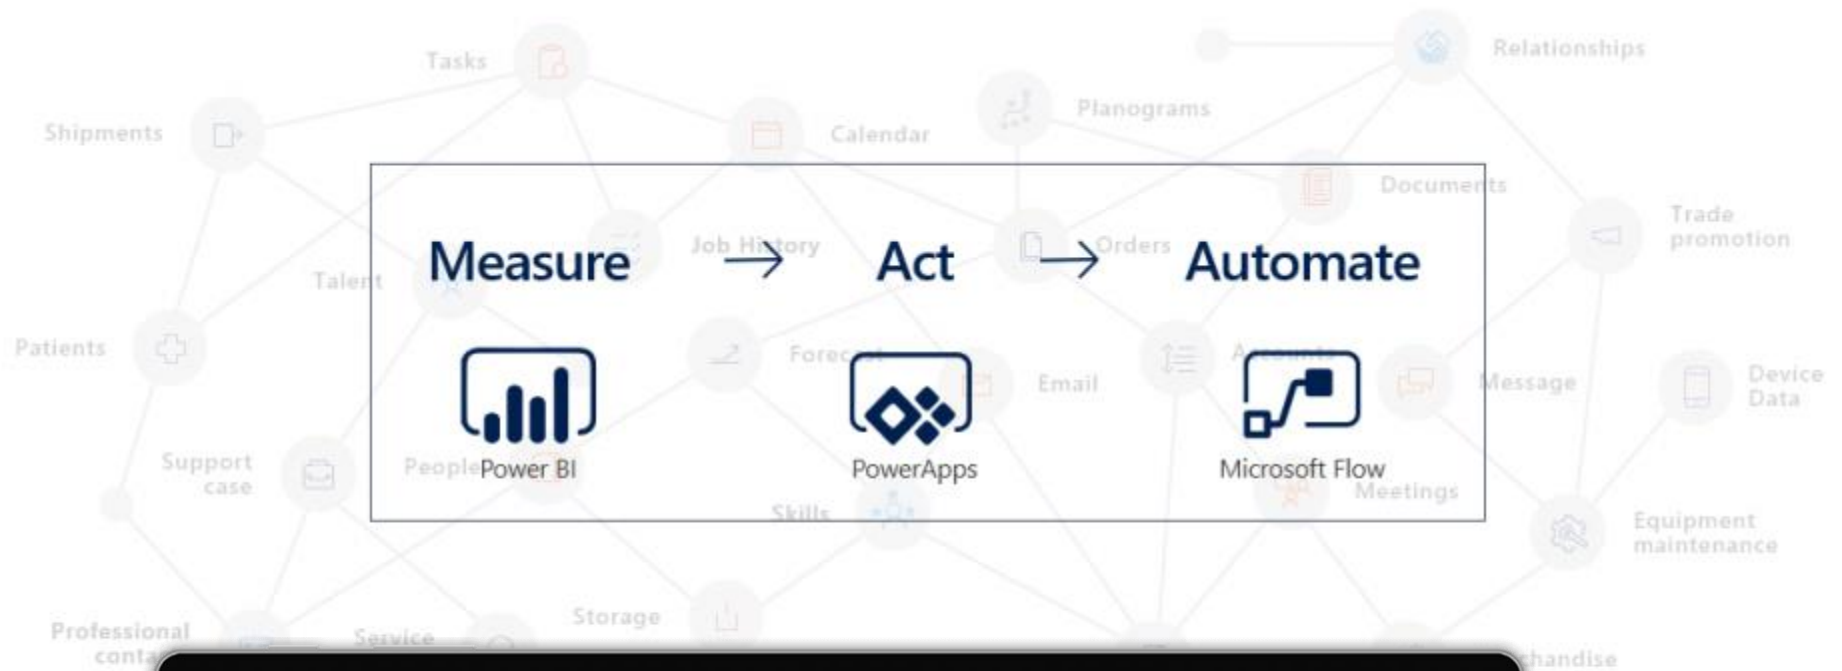 Tasks
Relationships
Planograms
Shipments
Calendar
Documents
Trade
promotion
Job History
Orders
Measure → Act → Automate
Talent
Patients
Forecast
Accounts
Email
Message
Device
Data
Support
case
People
Power BI
PowerApps
Microsoft Flow
Meetings
Skills
Equipment
maintenance
Storage
Professional
Service